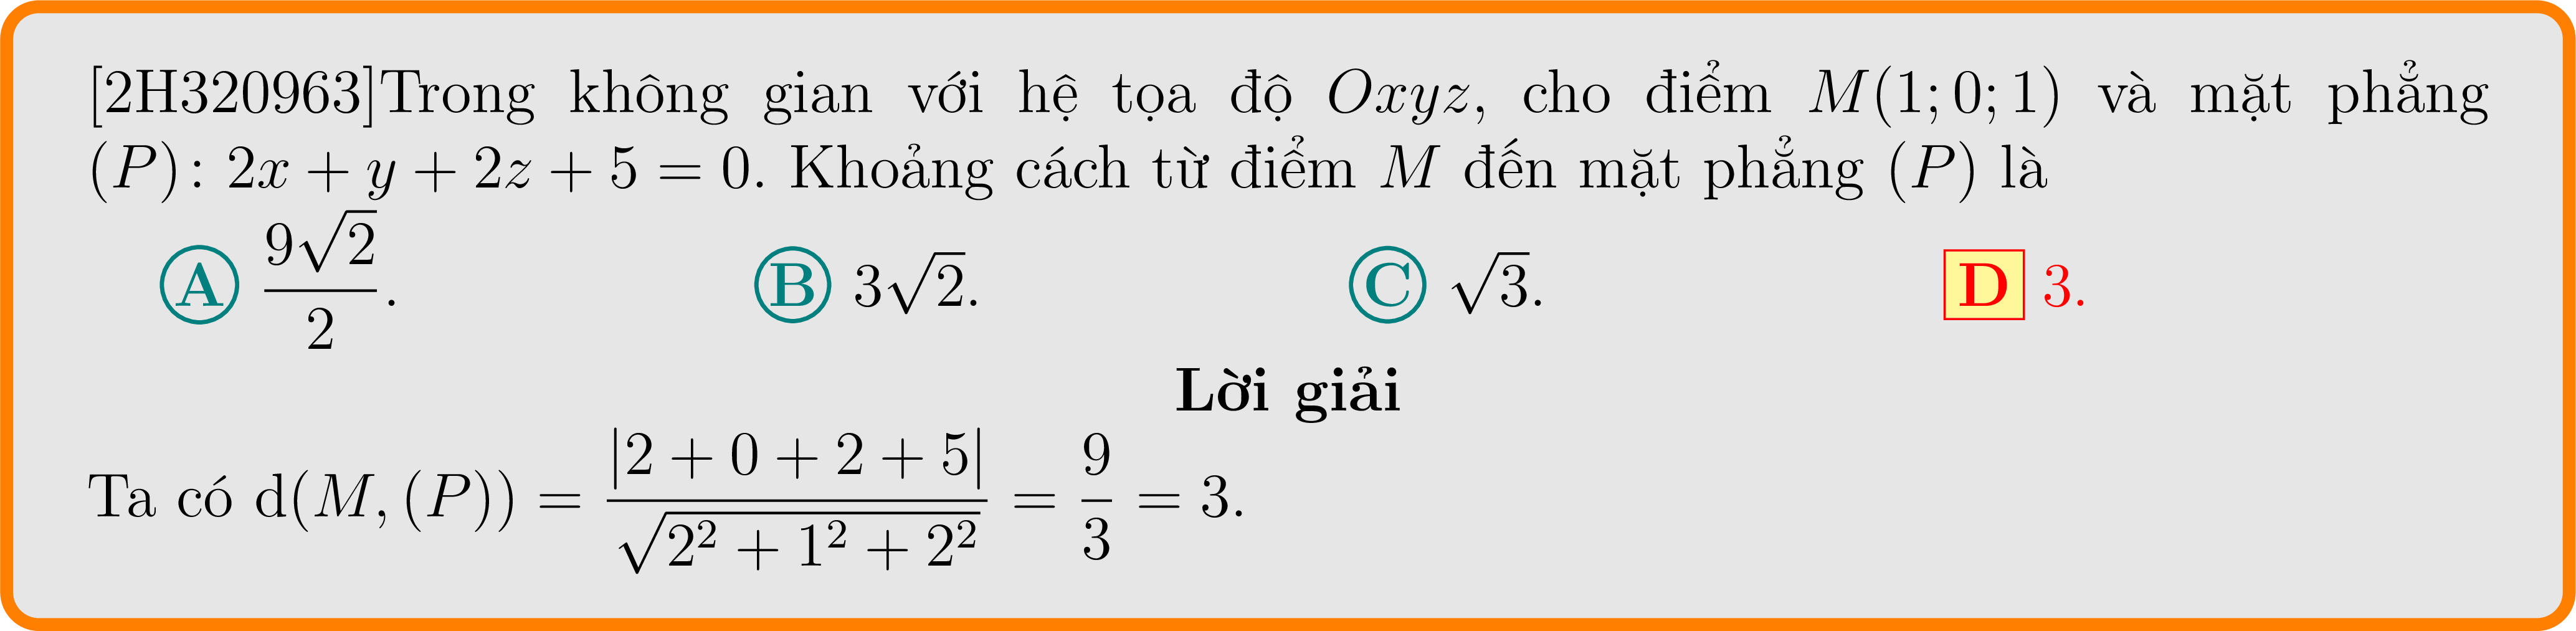 [2H320963]Trong không gian với hệ tọa độ Oxyz, cho điểm M(1; 0; 1) và mặt phẳng
(P): 2x + y + 2z + 5 = 0. Khoảng cách từ điểm M đến mặt phẳng (P) là
A \frac{9\sqrt{2}}{2}. B 3\sqrt{2}. C \sqrt{3}. D 3.
Lời giải
Ta có d(M, (P)) = \frac{|2 + 0 + 2 + 5|}{\sqrt{2^2 + 1^2 + 2^2}} = \frac{9}{3} = 3.